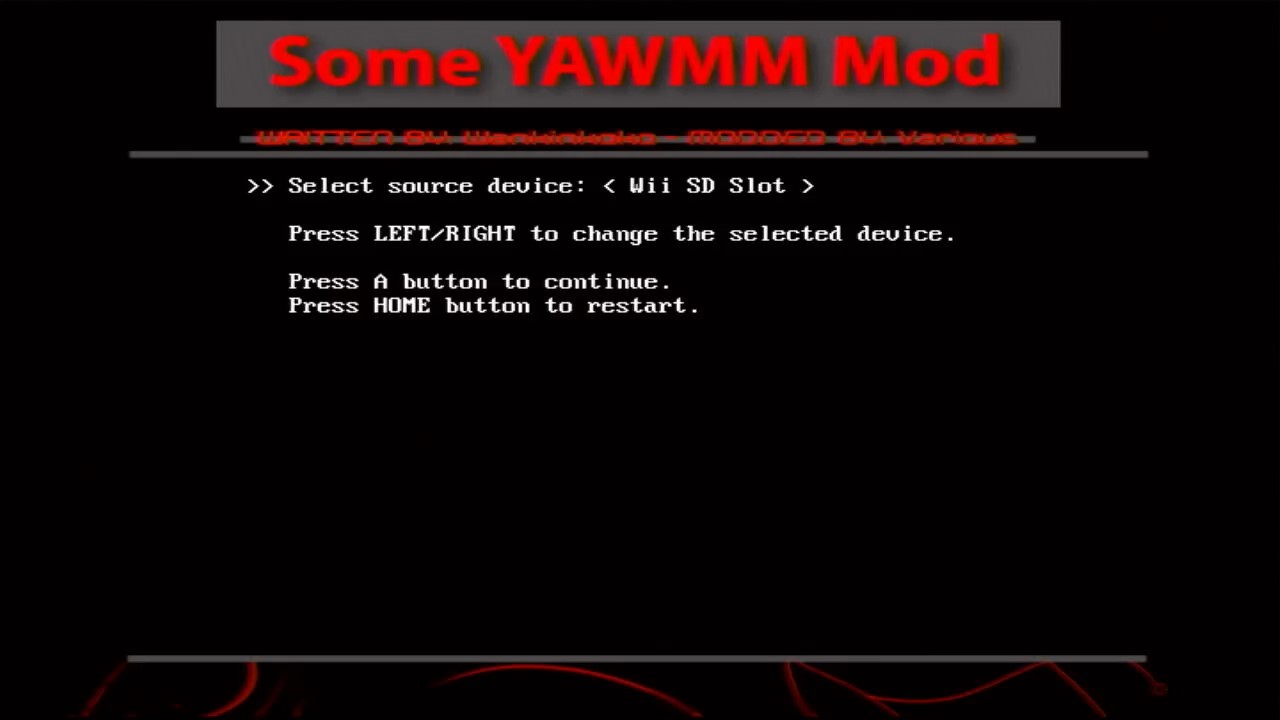 Some YAWMM Mod
WRITTEN BY: Waninkoko - MODDED BY: Various
>> Select source device: < Wii SD Slot >
Press LEFT/RIGHT to change the selected device.
Press A button to continue.
Press HOME button to restart.